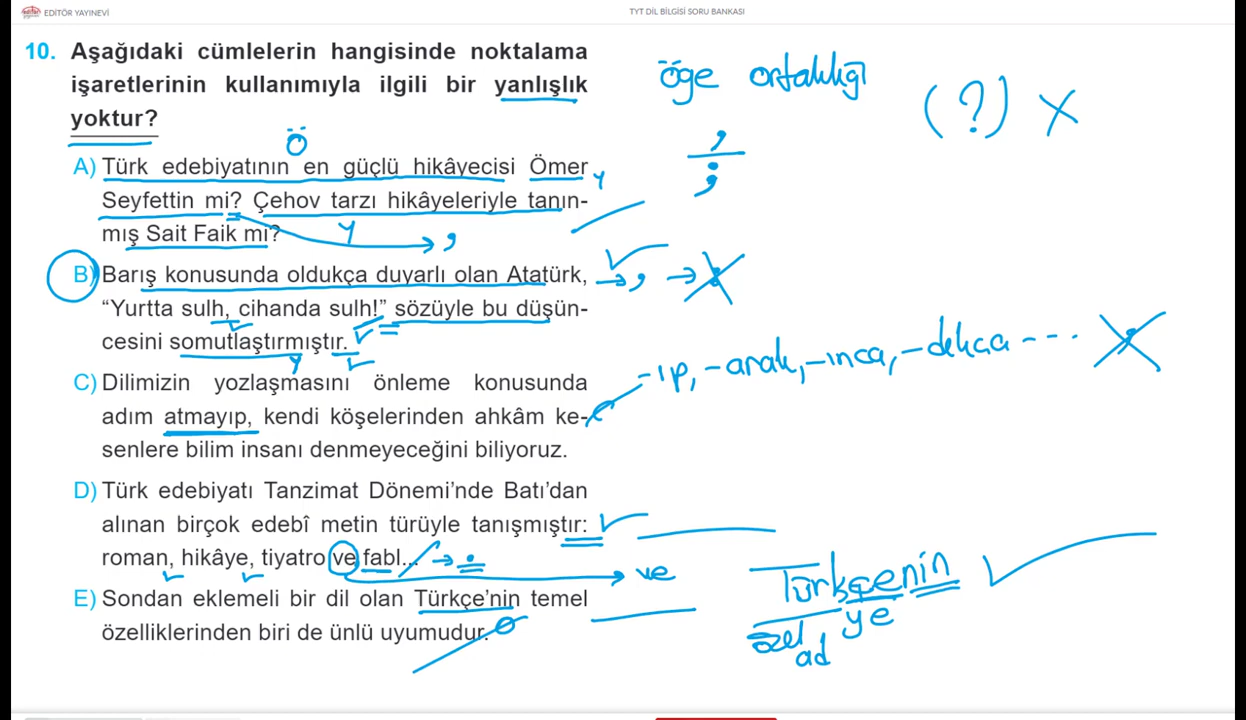 EDİTÖR YAYINEVİ
TYT DİL BİLGİSİ SORU BANKASI
10. Aşağıdaki cümlelerin hangisinde noktalama
işaretlerinin kullanımıyla ilgili bir yanlışlık
yoktur?
öge ortaklığı
(?) X
,
;
Ö
A) Türk edebiyatının en güçlü hikâyecisi Ömer
Y
Seyfettin mi? Çehov tarzı hikâyeleriyle tanın-
mış Sait Faik mi?
Y
,
B) Barış konusunda oldukça duyarlı olan Atatürk,
“Yurtta sulh, cihanda sulh!” sözüyle bu düşün-
cesini somutlaştırmıştır.
Y
C) Dilimizin yozlaşmasını önleme konusunda
adım atmayıp, kendi köşelerinden ahkâm ke-
senlere bilim insanı denmeyeceğini biliyoruz.
-ıp, -arak, -ınca, -dıkça ---
D) Türk edebiyatı Tanzimat Dönemi’nde Batı’dan
alınan birçok edebî metin türüyle tanışmıştır:
roman, hikâye, tiyatro ve fabl...
ve
E) Sondan eklemeli bir dil olan Türkçe’nin temel
özelliklerinden biri de ünlü uyumudur.
Türkçenin
özel ad
ye